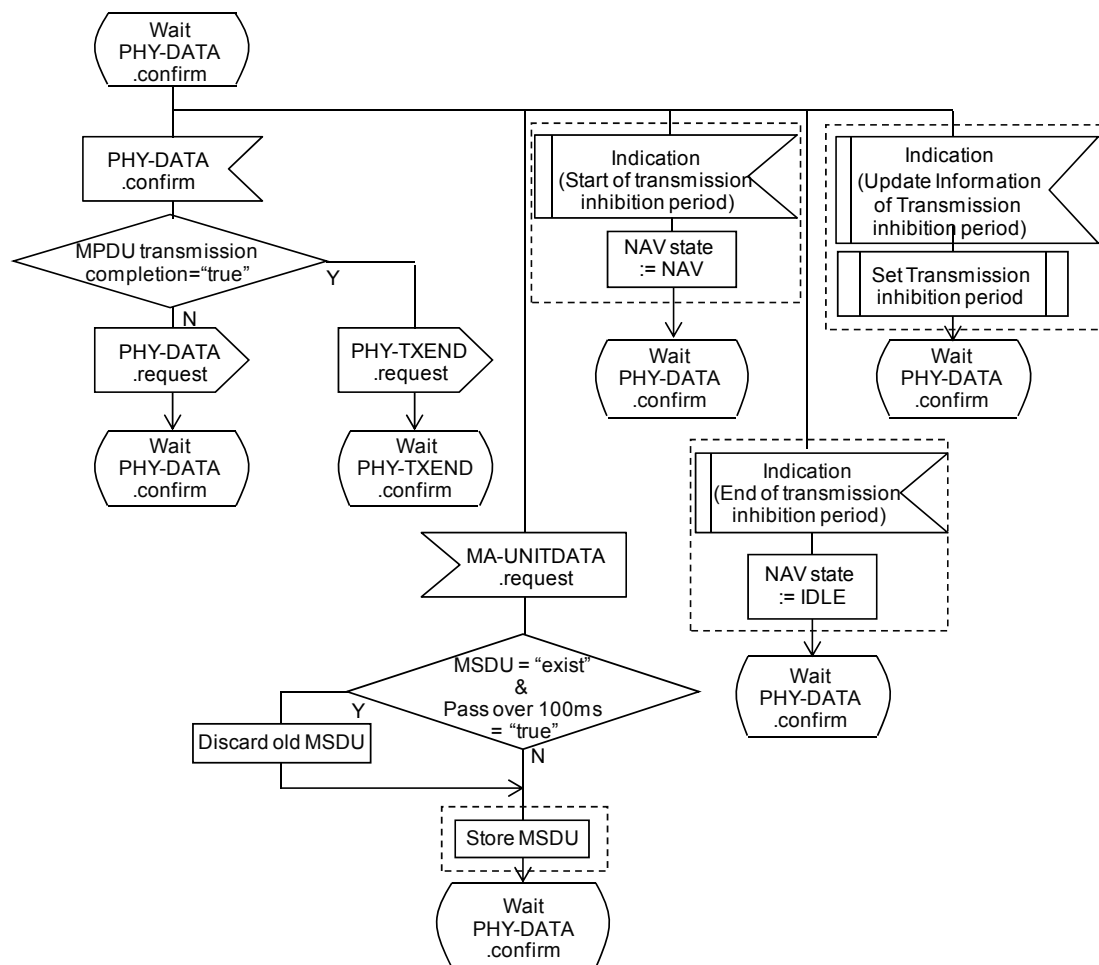 Wait
PHY-DATA
.confirm
PHY-DATA
.confirm
MPDU transmission
completion=“true”
Y
N
PHY-DATA
.request
Wait
PHY-DATA
.confirm
PHY-TXEND
.request
Wait
PHY-TXEND
.confirm
MA-UNITDATA
.request
MSDU = “exist”
&
Pass over 100ms
= “true”
Y
N
Discard old MSDU
Store MSDU
Wait
PHY-DATA
.confirm
Indication
(Start of transmission
inhibition period)
NAV state
:= NAV
Wait
PHY-DATA
.confirm
Indication
(End of transmission
inhibition period)
NAV state
:= IDLE
Wait
PHY-DATA
.confirm
Indication
(Update Information
of Transmission
inhibition period)
Set Transmission
inhibition period
Wait
PHY-DATA
.confirm